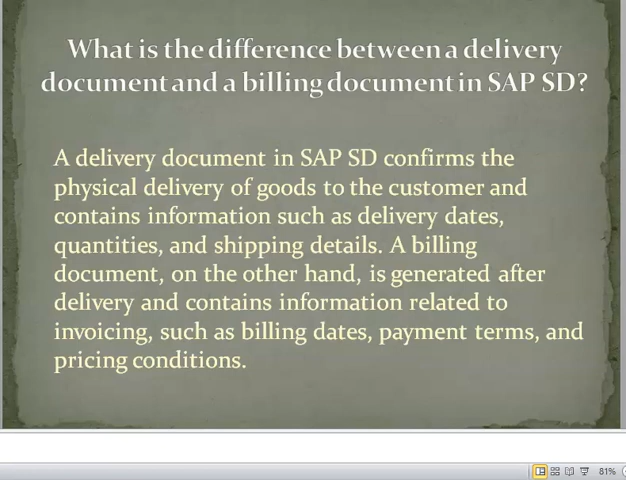 What is the difference between a delivery
document and a billing document in SAP SD?
A delivery document in SAP SD confirms the
physical delivery of goods to the customer and
contains information such as delivery dates,
quantities, and shipping details. A billing
document, on the other hand, is generated after
delivery and contains information related to
invoicing, such as billing dates, payment terms, and
pricing conditions.
81%